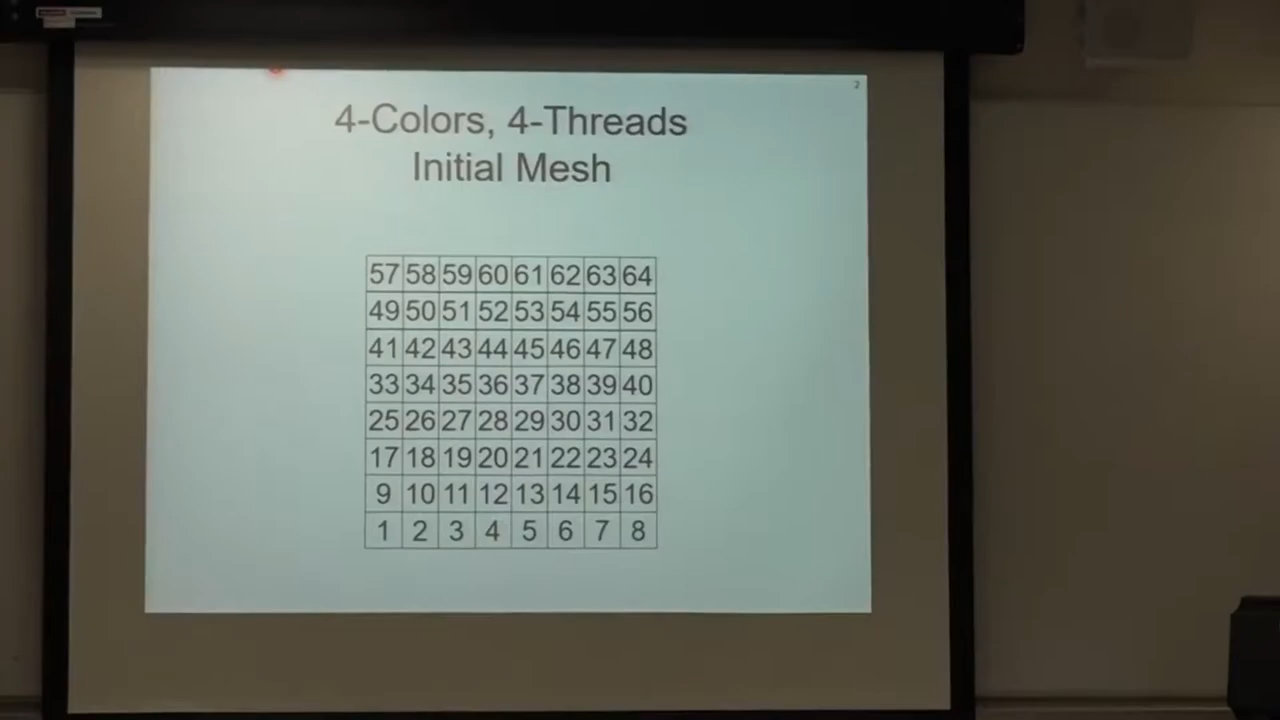 2
4-Colors, 4-Threads
Initial Mesh
57 58 59 60 61 62 63 64
49 50 51 52 53 54 55 56
41 42 43 44 45 46 47 48
33 34 35 36 37 38 39 40
25 26 27 28 29 30 31 32
17 18 19 20 21 22 23 24
9 10 11 12 13 14 15 16
1 2 3 4 5 6 7 8